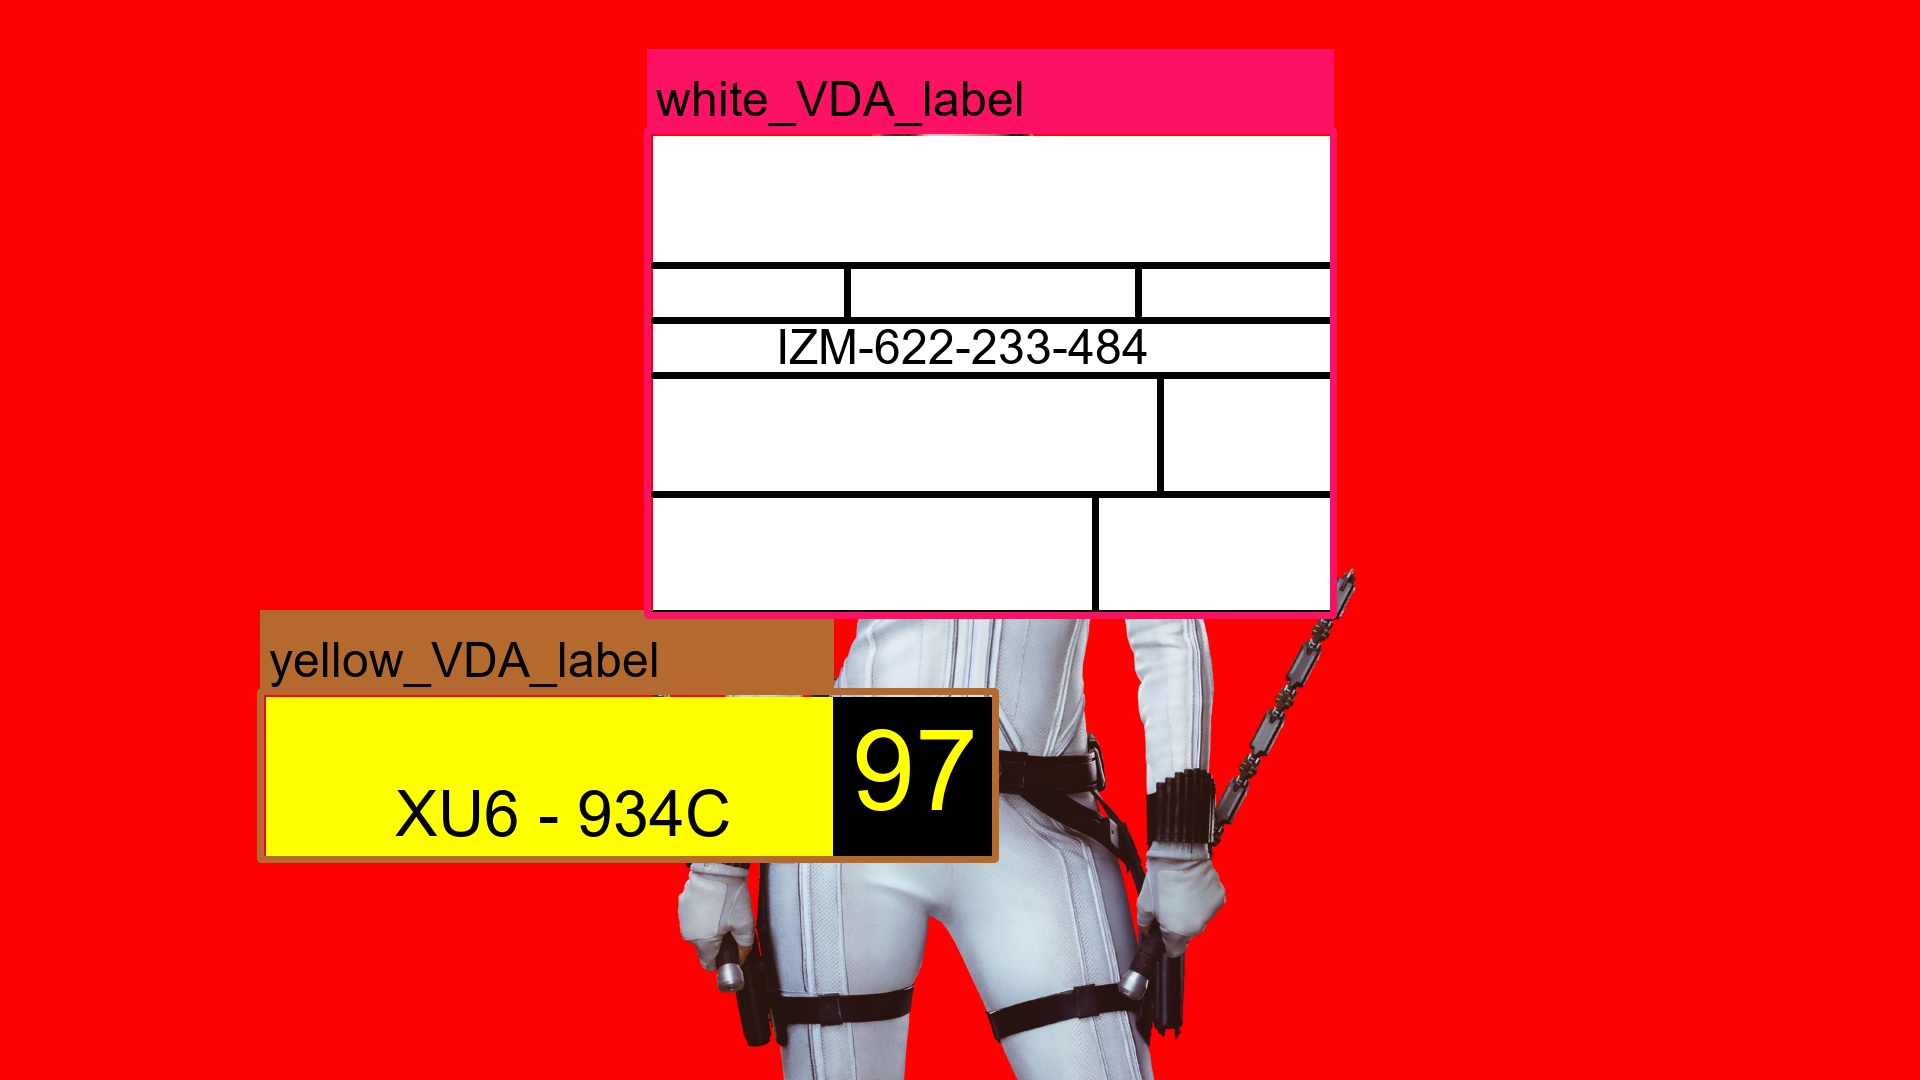 white_VDA_label
IZM-622-233-484
yellow_VDA_label
XU6 - 934C
97